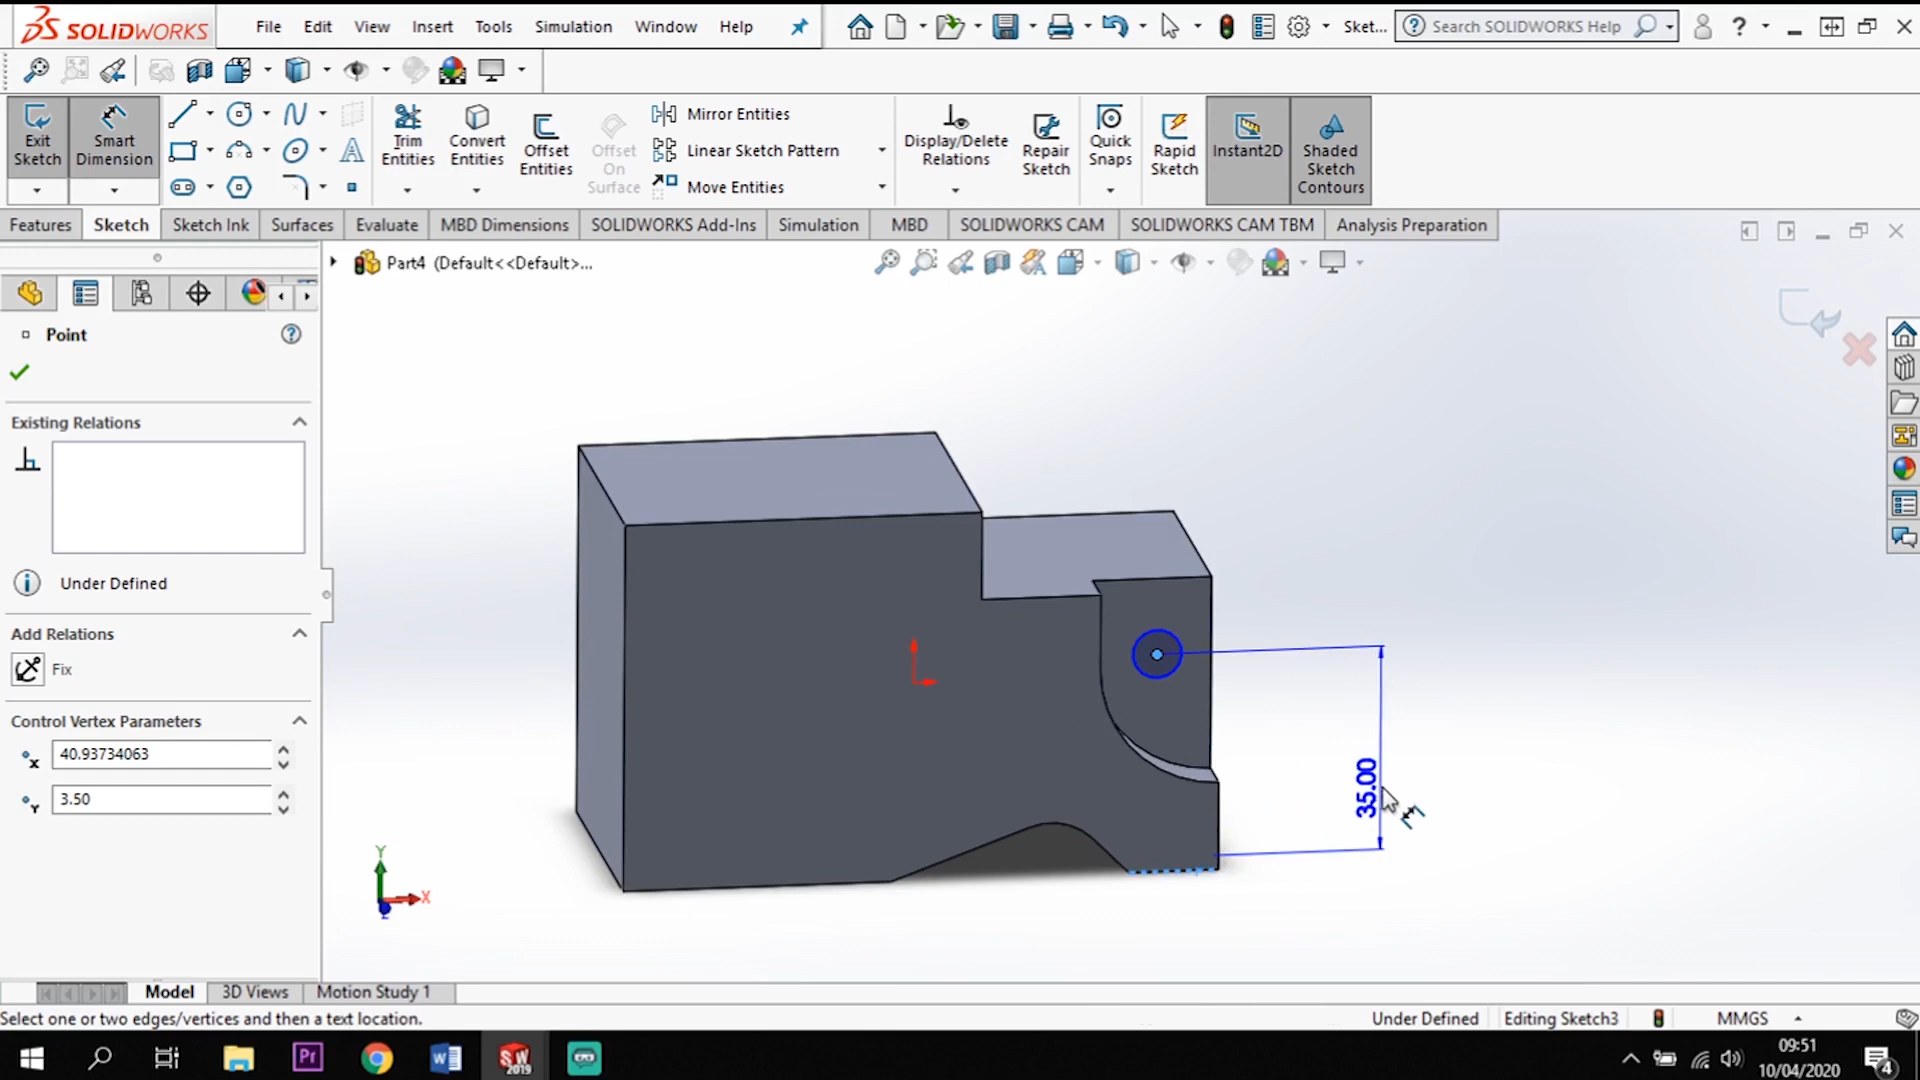 SOLIDWORKS File Edit View Insert Tools Simulation Window Help Sket... Search SOLIDWORKS Help
Exit Sketch
Smart Dimension
Trim Entities
Convert Entities
Offset Entities
Offset On Surface
Mirror Entities
Linear Sketch Pattern
Move Entities
Display/Delete Relations
Repair Sketch
Quick Snaps
Rapid Sketch
Instant2D
Shaded Sketch Contours
Features Sketch Sketch Ink Surfaces Evaluate MBD Dimensions SOLIDWORKS Add-Ins Simulation MBD SOLIDWORKS CAM SOLIDWORKS CAM TBM Analysis Preparation
Part4 (Default<<Default>...
Point
Existing Relations
Under Defined
Add Relations
Fix
Control Vertex Parameters
X 40.93734063
Y 3.50
35.00
Y
X
Z
Model 3D Views Motion Study 1
Select one or two edges/vertices and then a text location. Under Defined Editing Sketch3 MMGS
Pr
W
SW 2019
09:51
10/04/2020
4